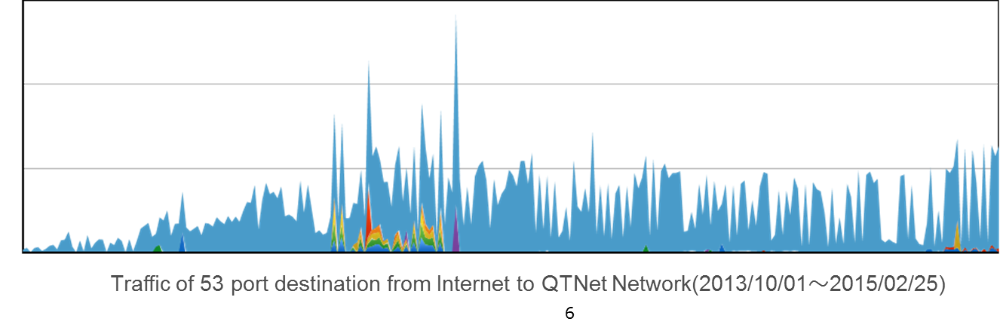 Traffic of 53 port destination from Internet to QTNet Network(2013/10/01～2015/02/25)
6